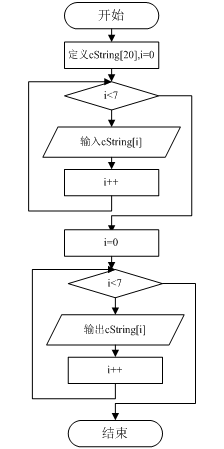 开始
定义cString[20],i=0
i<7
输入cString[i]
i++
i=0
i<7
输出cString[i]
i++
结束